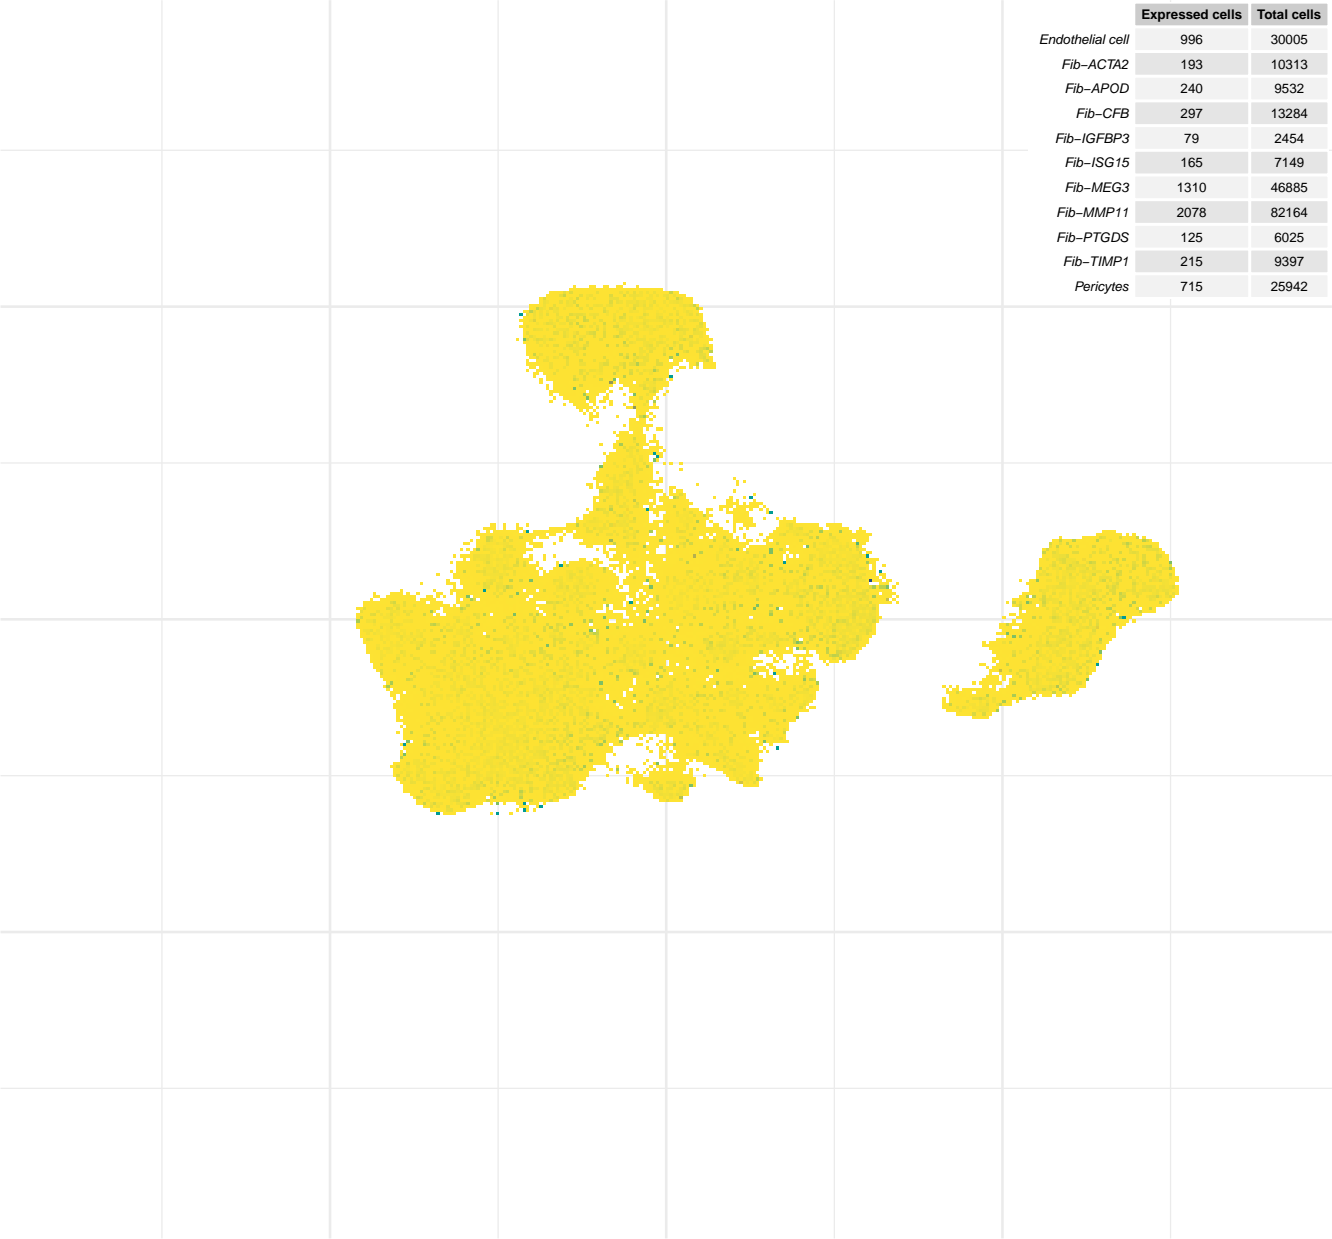 Expressed cells Total cells
Endothelial cell 996 30005
Fib−ACTA2 193 10313
Fib−APOD 240 9532
Fib−CFB 297 13284
Fib−IGFBP3 79 2454
Fib−ISG15 165 7149
Fib−MEG3 1310 46885
Fib−MMP11 2078 82164
Fib−PTGDS 125 6025
Fib−TIMP1 215 9397
Pericytes 715 25942